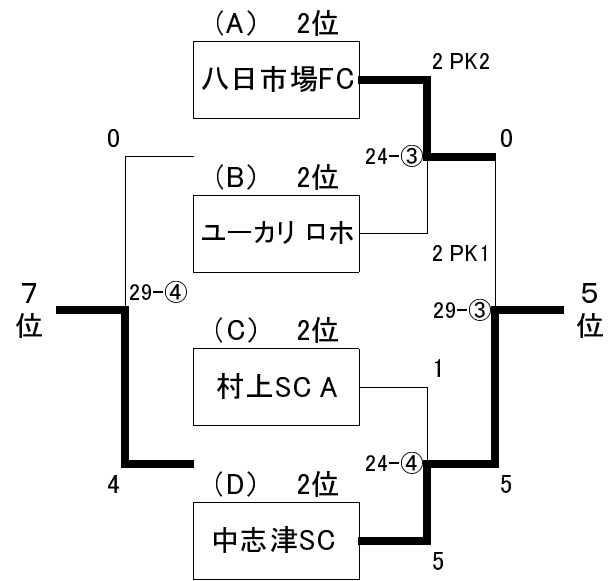 (A) 2位
八日市場FC
2 PK2
0
24-③
0
(B) 2位
ユーカリ ロホ
2 PK1
7位
29-④
29-③
5位
(C) 2位
村上SC A
1
24-④
(D) 2位
4
5
中志津SC
5